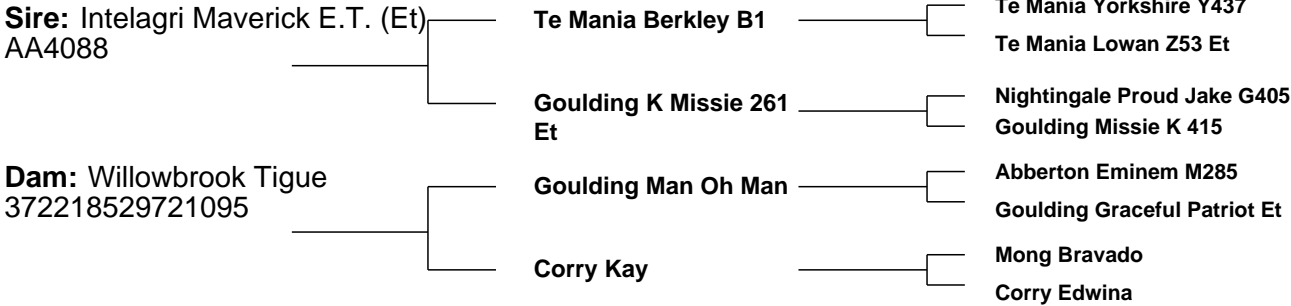 Sire: Intelagri Maverick E.T. (Et)
AA4088
Te Mania Berkley B1
Te Mania Yorkshire Y437
Te Mania Lowan Z53 Et
Goulding K Missie 261
Et
Nightingale Proud Jake G405
Goulding Missie K 415
Dam: Willowbrook Tigue
372218529721095
Goulding Man Oh Man
Abberton Eminem M285
Goulding Graceful Patriot Et
Corry Kay
Mong Bravado
Corry Edwina